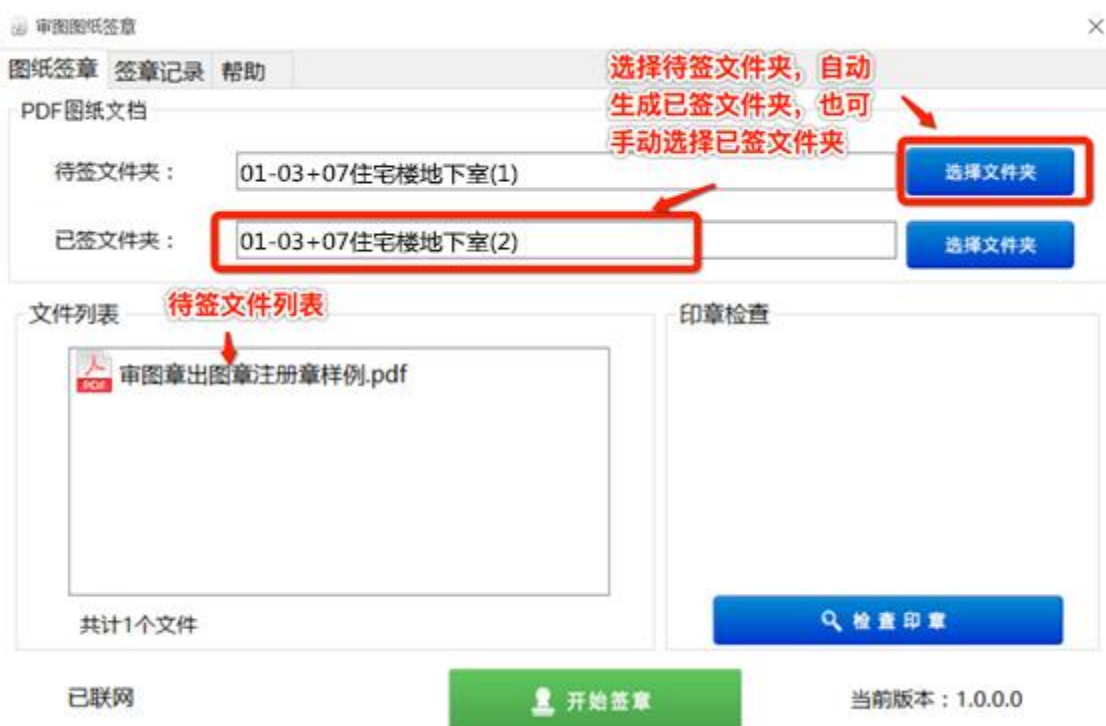 审图图纸签章
图纸签章 签章记录 帮助
选择待签文件夹，自动
生成已签文件夹，也可
手动选择已签文件夹
PDF图纸文档
待签文件夹：
01-03+07住宅楼地下室(1)
选择文件夹
已签文件夹：
01-03+07住宅楼地下室(2)
选择文件夹
文件列表
待签文件列表
印章检查
PDF
审图章出图章注册章样例.pdf
共计1个文件
检查印章
已联网
开始签章
当前版本：1.0.0.0